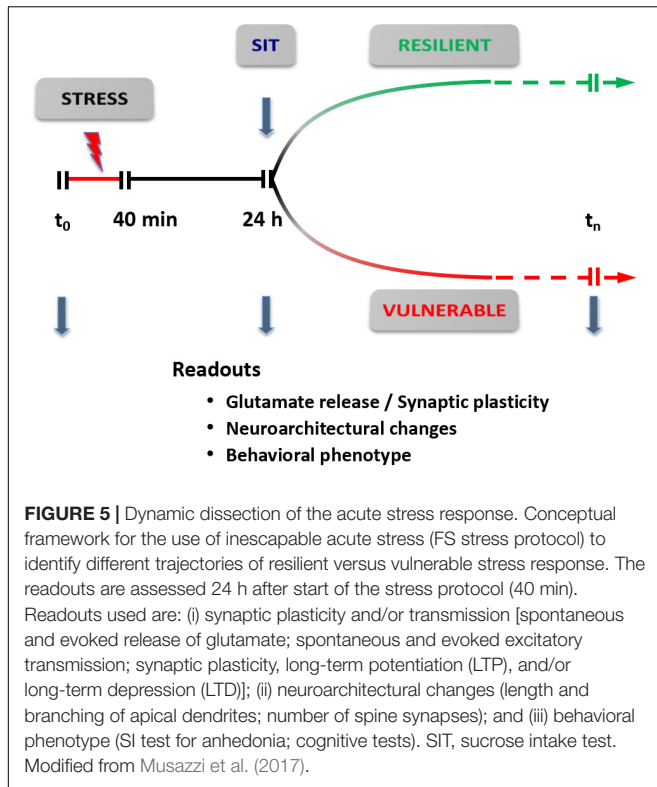 SIT
RESILIENT
STRESS
t₀
40 min
24 h
tₙ
VULNERABLE
Readouts
• Glutamate release / Synaptic plasticity
• Neuroarchitectural changes
• Behavioral phenotype
FIGURE 5 | Dynamic dissection of the acute stress response. Conceptual
framework for the use of inescapable acute stress (FS stress protocol) to
identify different trajectories of resilient versus vulnerable stress response. The
readouts are assessed 24 h after start of the stress protocol (40 min).
Readouts used are: (i) synaptic plasticity and/or transmission [spontaneous
and evoked release of glutamate; spontaneous and evoked excitatory
transmission; synaptic plasticity, long-term potentiation (LTP), and/or
long-term depression (LTD)]; (ii) neuroarchitectural changes (length and
branching of apical dendrites; number of spine synapses); and (iii) behavioral
phenotype (SI test for anhedonia; cognitive tests). SIT, sucrose intake test.
Modified from Musazzi et al. (2017).